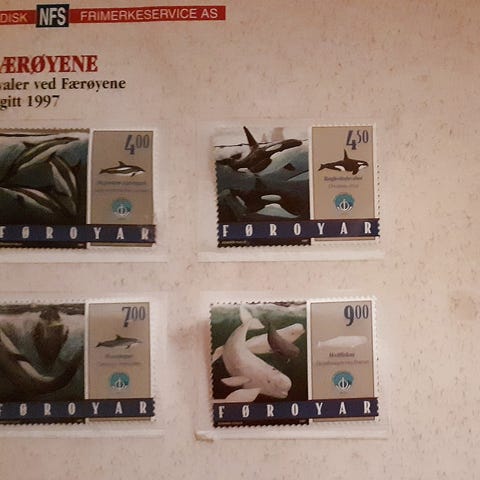 DISK NFS FRIMERKESERVICE AS
ÆRØYENE
valer ved Færøyene
gitt 1997
4.00
FØROYAR
4.50
FØROYAR
7.00
FØROYAR
9.00
FØROYAR